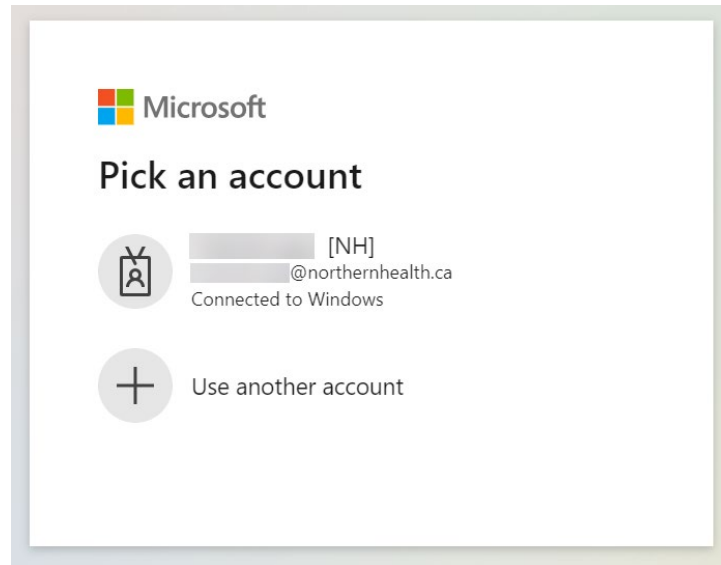 Microsoft
Pick an account
[NH]
@northernhealth.ca
Connected to Windows
Use another account